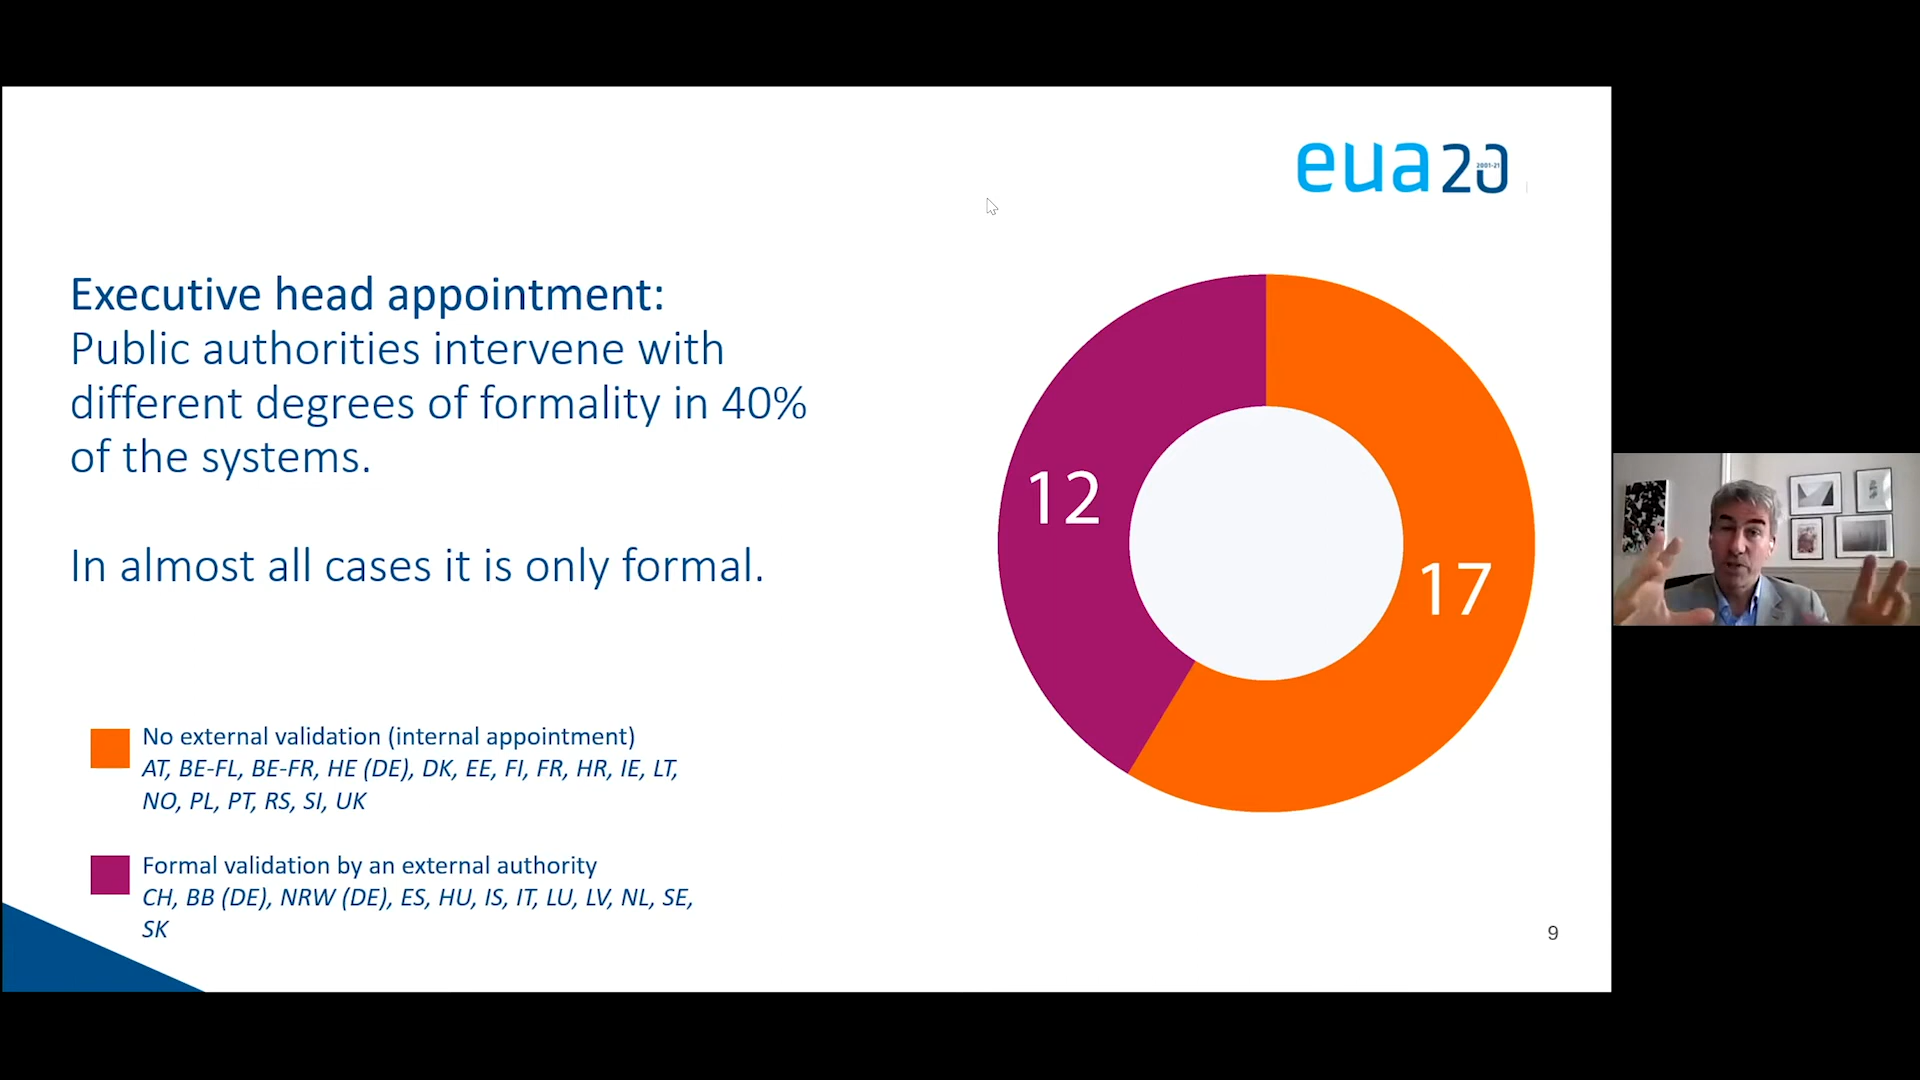 eua20
2001-21
Executive head appointment:
Public authorities intervene with
different degrees of formality in 40%
of the systems.
In almost all cases it is only formal.
12
17
No external validation (internal appointment)
AT, BE-FL, BE-FR, HE (DE), DK, EE, FI, FR, HR, IE, LT,
NO, PL, PT, RS, SI, UK
Formal validation by an external authority
CH, BB (DE), NRW (DE), ES, HU, IS, IT, LU, LV, NL, SE,
SK
9